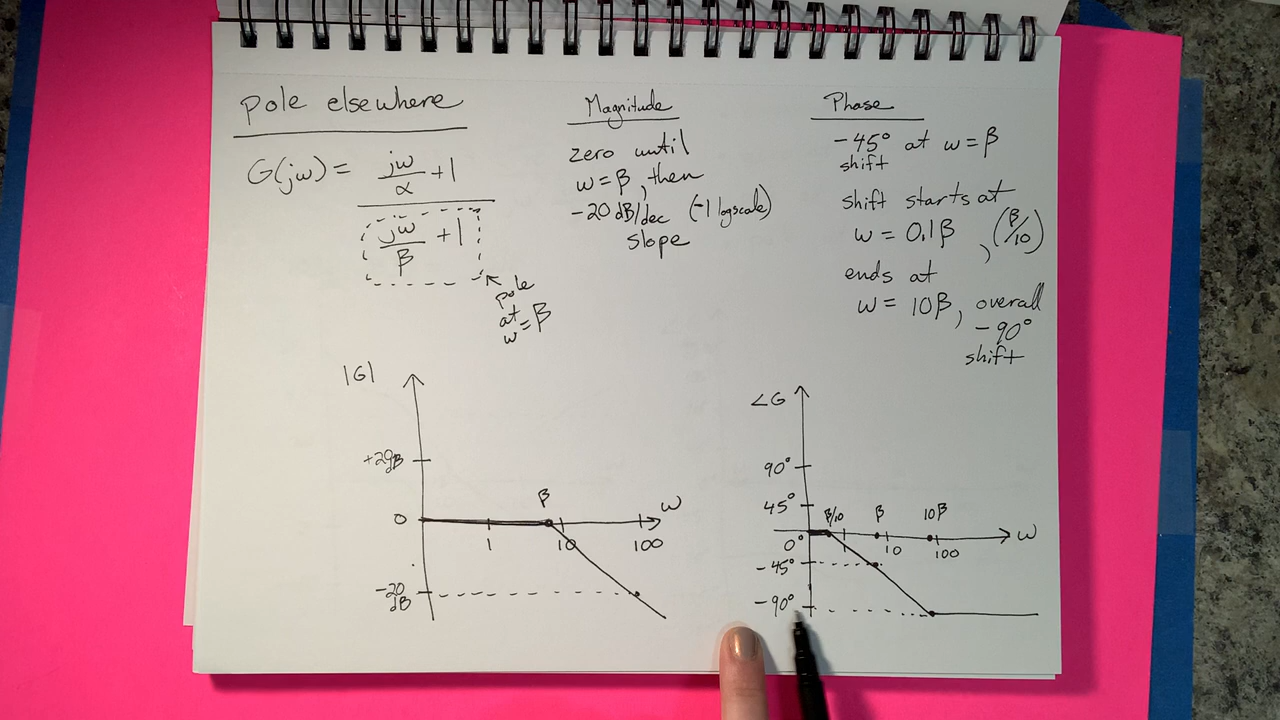 pole elsewhere
G(jω) =
jω/α + 1
jω/β + 1
pole
at
ω = β
Magnitude
zero until
ω = β, then
-20 dB/dec (-1 logscale)
slope
Phase
-45° at ω = β
shift
shift starts at
ω = 0.1β, (β/10)
ends at
ω = 10β, overall
-90°
shift
|G|
+20dB
β
0
ω
1
10
100
-20
dB
∠G
90°
45°
β/10
β
10β
0°
ω
1
10
100
-45°
-90°